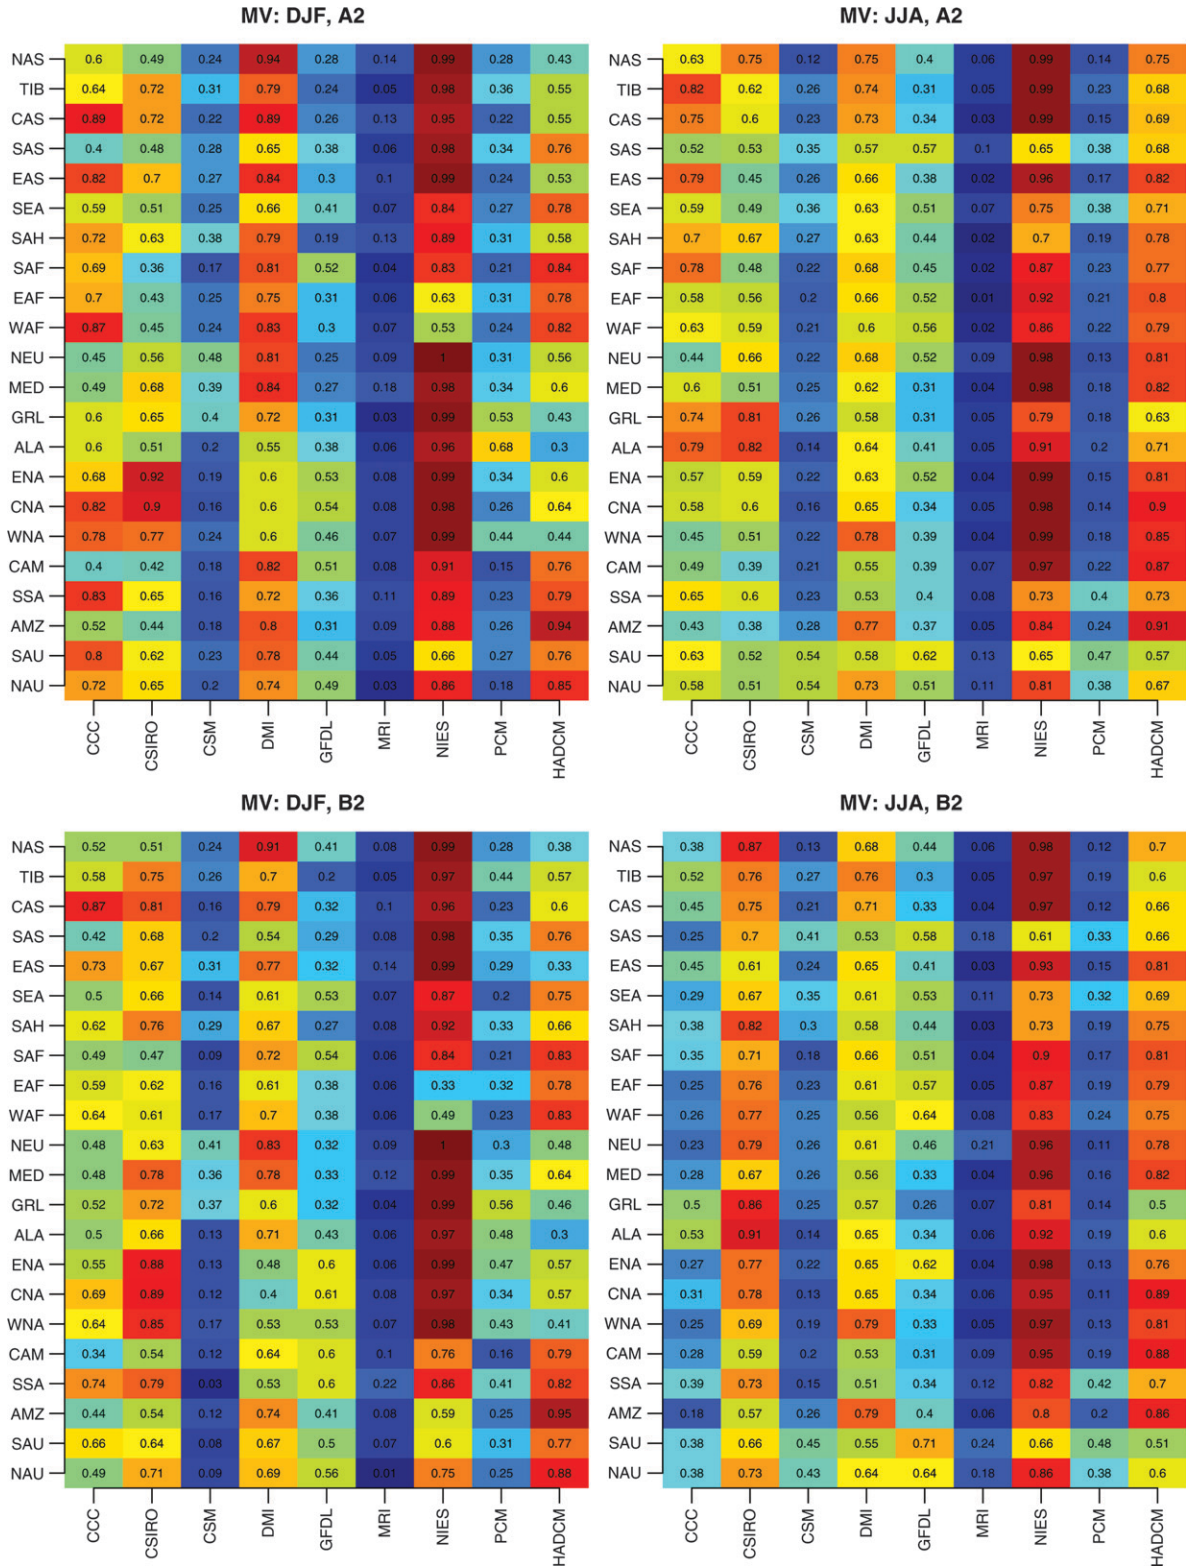 MV: DJF, A2
NAS 0.6 0.49 0.24 0.94 0.28 0.14 0.99 0.28 0.43
TIB 0.64 0.72 0.31 0.79 0.24 0.05 0.98 0.36 0.55
CAS 0.89 0.72 0.22 0.89 0.26 0.13 0.95 0.22 0.55
SAS 0.4 0.48 0.28 0.65 0.38 0.06 0.98 0.34 0.76
EAS 0.82 0.7 0.27 0.84 0.3 0.1 0.99 0.24 0.53
SEA 0.59 0.51 0.25 0.66 0.41 0.07 0.84 0.27 0.78
SAH 0.72 0.63 0.38 0.79 0.19 0.13 0.89 0.31 0.58
SAF 0.69 0.36 0.17 0.81 0.52 0.04 0.83 0.21 0.84
EAF 0.7 0.43 0.25 0.75 0.31 0.06 0.63 0.31 0.78
WAF 0.87 0.45 0.24 0.83 0.3 0.07 0.53 0.24 0.82
NEU 0.45 0.56 0.48 0.81 0.25 0.09 1 0.31 0.56
MED 0.49 0.68 0.39 0.84 0.27 0.18 0.98 0.34 0.6
GRL 0.6 0.65 0.4 0.72 0.31 0.03 0.99 0.53 0.43
ALA 0.6 0.51 0.2 0.55 0.38 0.06 0.96 0.68 0.3
ENA 0.68 0.92 0.19 0.6 0.53 0.08 0.99 0.34 0.6
CNA 0.82 0.9 0.16 0.6 0.54 0.08 0.98 0.26 0.64
WNA 0.78 0.77 0.24 0.6 0.46 0.07 0.99 0.44 0.44
CAM 0.4 0.42 0.18 0.82 0.51 0.08 0.91 0.15 0.76
SSA 0.83 0.65 0.16 0.72 0.36 0.11 0.89 0.23 0.79
AMZ 0.52 0.44 0.18 0.8 0.31 0.09 0.88 0.26 0.94
SAU 0.8 0.62 0.23 0.78 0.44 0.05 0.66 0.27 0.76
NAU 0.72 0.65 0.2 0.74 0.49 0.03 0.86 0.18 0.85
CCC CSIRO CSM DMI GFDL MRI NIES PCM HADCM
MV: JJA, A2
NAS 0.63 0.75 0.12 0.75 0.4 0.06 0.99 0.14 0.75
TIB 0.82 0.62 0.26 0.74 0.31 0.05 0.99 0.23 0.68
CAS 0.75 0.6 0.23 0.73 0.34 0.03 0.99 0.15 0.69
SAS 0.52 0.53 0.35 0.57 0.57 0.1 0.65 0.38 0.68
EAS 0.79 0.45 0.26 0.66 0.38 0.02 0.96 0.17 0.82
SEA 0.59 0.49 0.36 0.63 0.51 0.07 0.75 0.38 0.71
SAH 0.7 0.67 0.27 0.63 0.44 0.02 0.7 0.19 0.78
SAF 0.78 0.48 0.22 0.68 0.45 0.02 0.87 0.23 0.77
EAF 0.58 0.56 0.2 0.66 0.52 0.01 0.92 0.21 0.8
WAF 0.63 0.59 0.21 0.6 0.56 0.02 0.86 0.22 0.79
NEU 0.44 0.66 0.22 0.68 0.52 0.09 0.98 0.13 0.81
MED 0.6 0.51 0.25 0.62 0.31 0.04 0.98 0.18 0.82
GRL 0.74 0.81 0.26 0.58 0.31 0.05 0.79 0.18 0.63
ALA 0.79 0.82 0.14 0.64 0.41 0.05 0.91 0.2 0.71
ENA 0.57 0.59 0.22 0.63 0.52 0.04 0.99 0.15 0.81
CNA 0.58 0.6 0.16 0.65 0.34 0.05 0.98 0.14 0.9
WNA 0.45 0.51 0.22 0.78 0.39 0.04 0.99 0.18 0.85
CAM 0.49 0.39 0.21 0.55 0.39 0.07 0.97 0.22 0.87
SSA 0.65 0.6 0.23 0.53 0.4 0.08 0.73 0.4 0.73
AMZ 0.43 0.38 0.28 0.77 0.37 0.05 0.84 0.24 0.91
SAU 0.63 0.52 0.54 0.58 0.62 0.13 0.65 0.47 0.57
NAU 0.58 0.51 0.54 0.73 0.51 0.11 0.81 0.38 0.67
CCC CSIRO CSM DMI GFDL MRI NIES PCM HADCM
MV: DJF, B2
NAS 0.52 0.51 0.24 0.91 0.41 0.08 0.99 0.28 0.38
TIB 0.58 0.75 0.26 0.7 0.2 0.05 0.97 0.44 0.57
CAS 0.87 0.81 0.16 0.79 0.32 0.1 0.96 0.23 0.6
SAS 0.42 0.68 0.2 0.54 0.29 0.08 0.98 0.35 0.76
EAS 0.73 0.67 0.31 0.77 0.32 0.14 0.99 0.29 0.33
SEA 0.5 0.66 0.14 0.61 0.53 0.07 0.87 0.2 0.75
SAH 0.62 0.76 0.29 0.67 0.27 0.08 0.92 0.33 0.66
SAF 0.49 0.47 0.09 0.72 0.54 0.06 0.84 0.21 0.83
EAF 0.59 0.62 0.16 0.61 0.38 0.06 0.33 0.32 0.78
WAF 0.64 0.61 0.17 0.7 0.38 0.06 0.49 0.23 0.83
NEU 0.48 0.63 0.41 0.83 0.32 0.09 1 0.3 0.48
MED 0.48 0.78 0.36 0.78 0.33 0.12 0.99 0.35 0.64
GRL 0.52 0.72 0.37 0.6 0.32 0.04 0.99 0.56 0.46
ALA 0.5 0.66 0.13 0.71 0.43 0.06 0.97 0.48 0.3
ENA 0.55 0.88 0.13 0.48 0.6 0.06 0.99 0.47 0.57
CNA 0.69 0.89 0.12 0.4 0.61 0.08 0.97 0.34 0.57
WNA 0.64 0.85 0.17 0.53 0.53 0.07 0.98 0.43 0.41
CAM 0.34 0.54 0.12 0.64 0.6 0.1 0.76 0.16 0.79
SSA 0.74 0.79 0.03 0.53 0.6 0.22 0.86 0.41 0.82
AMZ 0.44 0.54 0.12 0.74 0.41 0.08 0.59 0.25 0.95
SAU 0.66 0.64 0.08 0.67 0.5 0.07 0.6 0.31 0.77
NAU 0.49 0.71 0.09 0.69 0.56 0.01 0.75 0.25 0.88
CCC CSIRO CSM DMI GFDL MRI NIES PCM HADCM
MV: JJA, B2
NAS 0.38 0.87 0.13 0.68 0.44 0.06 0.98 0.12 0.7
TIB 0.52 0.76 0.27 0.76 0.3 0.05 0.97 0.19 0.6
CAS 0.45 0.75 0.21 0.71 0.33 0.04 0.97 0.12 0.66
SAS 0.25 0.7 0.41 0.53 0.58 0.18 0.61 0.33 0.66
EAS 0.45 0.61 0.24 0.65 0.41 0.03 0.93 0.15 0.81
SEA 0.29 0.67 0.35 0.61 0.53 0.11 0.73 0.32 0.69
SAH 0.38 0.82 0.3 0.58 0.44 0.03 0.73 0.19 0.75
SAF 0.35 0.71 0.18 0.66 0.51 0.04 0.9 0.17 0.81
EAF 0.25 0.76 0.23 0.61 0.57 0.05 0.87 0.19 0.79
WAF 0.26 0.77 0.25 0.56 0.64 0.08 0.83 0.24 0.75
NEU 0.23 0.79 0.26 0.61 0.46 0.21 0.96 0.11 0.78
MED 0.28 0.67 0.26 0.56 0.33 0.04 0.96 0.16 0.82
GRL 0.5 0.86 0.25 0.57 0.26 0.07 0.81 0.14 0.5
ALA 0.53 0.91 0.14 0.65 0.34 0.06 0.92 0.19 0.6
ENA 0.27 0.77 0.22 0.65 0.62 0.04 0.98 0.13 0.76
CNA 0.31 0.78 0.13 0.65 0.34 0.06 0.95 0.11 0.89
WNA 0.25 0.69 0.19 0.79 0.33 0.05 0.97 0.13 0.81
CAM 0.28 0.59 0.2 0.53 0.31 0.09 0.95 0.19 0.88
SSA 0.39 0.73 0.15 0.51 0.34 0.12 0.82 0.42 0.7
AMZ 0.18 0.57 0.26 0.79 0.4 0.06 0.8 0.2 0.86
SAU 0.38 0.66 0.45 0.55 0.71 0.24 0.66 0.48 0.51
NAU 0.38 0.73 0.43 0.64 0.64 0.18 0.86 0.38 0.6
CCC CSIRO CSM DMI GFDL MRI NIES PCM HADCM